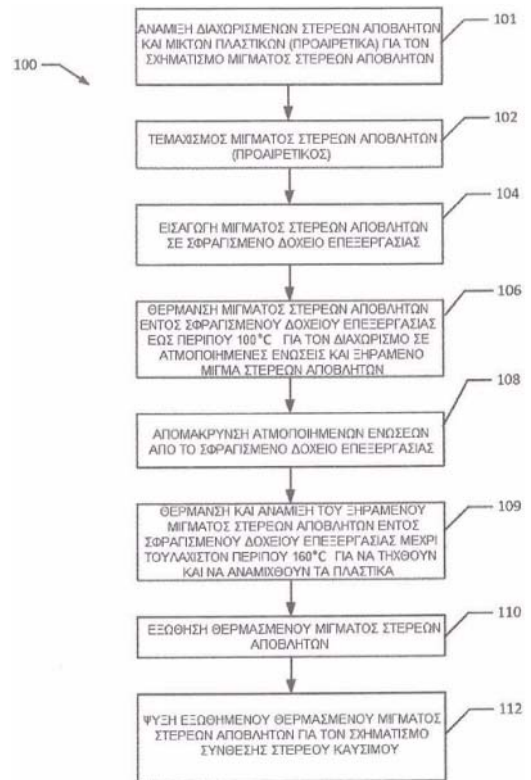 100
ΑΝΑΜΙΞΗ ΔΙΑΧΩΡΙΣΜΕΝΩΝ ΣΤΕΡΕΩΝ ΑΠΟΒΛΗΤΩΝ
ΚΑΙ ΜΙΚΤΩΝ ΠΛΑΣΤΙΚΩΝ (ΠΡΟΑΙΡΕΤΙΚΑ) ΓΙΑ ΤΟΝ
ΣΧΗΜΑΤΙΣΜΟ ΜΙΓΜΑΤΟΣ ΣΤΕΡΕΩΝ ΑΠΟΒΛΗΤΩΝ
101
ΤΕΜΑΧΙΣΜΟΣ ΜΙΓΜΑΤΟΣ ΣΤΕΡΕΩΝ ΑΠΟΒΛΗΤΩΝ
(ΠΡΟΑΙΡΕΤΙΚΟΣ)
102
ΕΙΣΑΓΩΓΗ ΜΙΓΜΑΤΟΣ ΣΤΕΡΕΩΝ ΑΠΟΒΛΗΤΩΝ
ΣΕ ΣΦΡΑΓΙΣΜΕΝΟ ΔΟΧΕΙΟ ΕΠΕΞΕΡΓΑΣΙΑΣ
104
ΘΕΡΜΑΝΣΗ ΜΙΓΜΑΤΟΣ ΣΤΕΡΕΩΝ ΑΠΟΒΛΗΤΩΝ
ΕΝΤΟΣ ΣΦΡΑΓΙΣΜΕΝΟΥ ΔΟΧΕΙΟΥ ΕΠΕΞΕΡΓΑΣΙΑΣ
ΕΩΣ ΠΕΡΙΠΟΥ 100°C ΓΙΑ ΤΟΝ ΔΙΑΧΩΡΙΣΜΟ ΣΕ
ΑΤΜΟΠΟΙΗΜΕΝΕΣ ΕΝΩΣΕΙΣ ΚΑΙ ΞΗΡΑΜΕΝΟ
ΜΙΓΜΑ ΣΤΕΡΕΩΝ ΑΠΟΒΛΗΤΩΝ
106
ΑΠΟΜΑΚΡΥΝΣΗ ΑΤΜΟΠΟΙΗΜΕΝΩΝ ΕΝΩΣΕΩΝ
ΑΠΟ ΤΟ ΣΦΡΑΓΙΣΜΕΝΟ ΔΟΧΕΙΟ ΕΠΕΞΕΡΓΑΣΙΑΣ
108
ΘΕΡΜΑΝΣΗ ΚΑΙ ΑΝΑΜΙΞΗ ΤΟΥ ΞΗΡΑΜΕΝΟΥ
ΜΙΓΜΑΤΟΣ ΣΤΕΡΕΩΝ ΑΠΟΒΛΗΤΩΝ ΕΝΤΟΣ
ΣΦΡΑΓΙΣΜΕΝΟΥ ΔΟΧΕΙΟΥ ΕΠΕΞΕΡΓΑΣΙΑΣ ΜΕΧΡΙ
ΤΟΥΛΑΧΙΣΤΟΝ ΠΕΡΙΠΟΥ 160°C ΓΙΑ ΝΑ ΤΗΧΘΟΥΝ
ΚΑΙ ΝΑ ΑΝΑΜΙΧΘΟΥΝ ΤΑ ΠΛΑΣΤΙΚΑ
109
ΕΞΩΘΗΣΗ ΘΕΡΜΑΣΜΕΝΟΥ ΜΙΓΜΑΤΟΣ ΣΤΕΡΕΩΝ
ΑΠΟΒΛΗΤΩΝ
110
ΨΥΞΗ ΕΞΩΘΗΜΕΝΟΥ ΘΕΡΜΑΣΜΕΝΟΥ ΜΙΓΜΑΤΟΣ
ΣΤΕΡΕΩΝ ΑΠΟΒΛΗΤΩΝ ΓΙΑ ΤΟΝ ΣΧΗΜΑΤΙΣΜΟ
ΣΥΝΘΕΣΗΣ ΣΤΕΡΕΟΥ ΚΑΥΣΙΜΟΥ
112